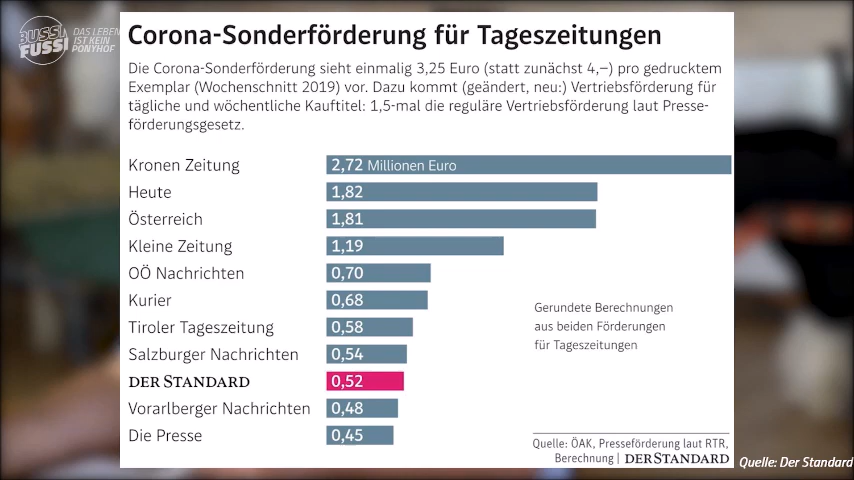 BUSSI
FUSSI
DAS LEBEN
IST KEIN
PONYHOF
Corona-Sonderförderung für Tageszeitungen
Die Corona-Sonderförderung sieht einmalig 3,25 Euro (statt zunächst 4,–) pro gedrucktem
Exemplar (Wochenschnitt 2019) vor. Dazu kommt (geändert, neu:) Vertriebsförderung für
tägliche und wöchentliche Kauftitel: 1,5-mal die reguläre Vertriebsförderung laut Presse-
förderungsgesetz.
Kronen Zeitung 2,72 Millionen Euro
Heute 1,82
Österreich 1,81
Kleine Zeitung 1,19
OÖ Nachrichten 0,70
Kurier 0,68
Tiroler Tageszeitung 0,58
Salzburger Nachrichten 0,54
DER STANDARD 0,52
Vorarlberger Nachrichten 0,48
Die Presse 0,45
Gerundete Berechnungen
aus beiden Förderungen
für Tageszeitungen
Quelle: ÖAK, Presseförderung laut RTR,
Berechnung | DERSTANDARD
Quelle: Der Standard